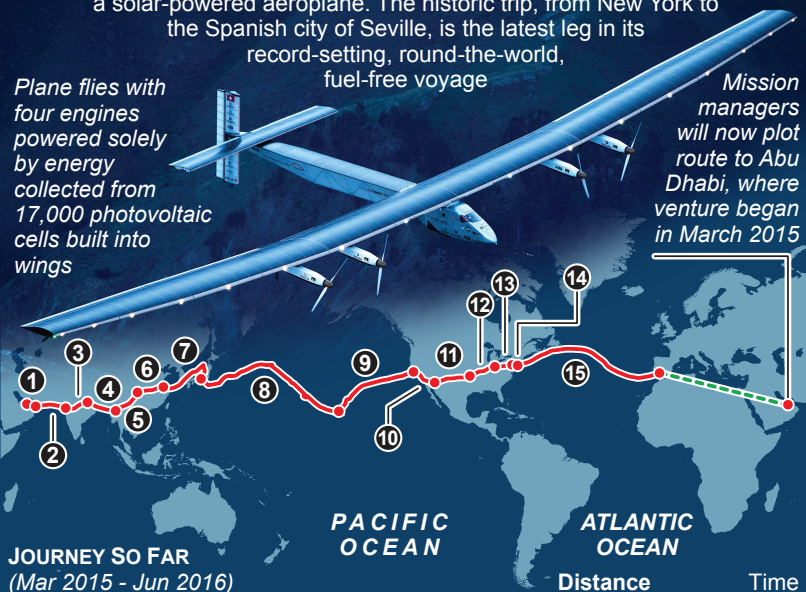 a solar-powered aeroplane. The historic trip, from New York to
the Spanish city of Seville, is the latest leg in its
record-setting, round-the-world,
fuel-free voyage
Plane flies with
four engines
powered solely
by energy
collected from
17,000 photovoltaic
cells built into
wings
Mission
managers
will now plot
route to Abu
Dhabi, where
venture began
in March 2015
1
2
3
4
5
6
7
8
9
10
11
12
13
14
15
PACIFIC
OCEAN
ATLANTIC
OCEAN
JOURNEY SO FAR
(Mar 2015 - Jun 2016)
Distance Time